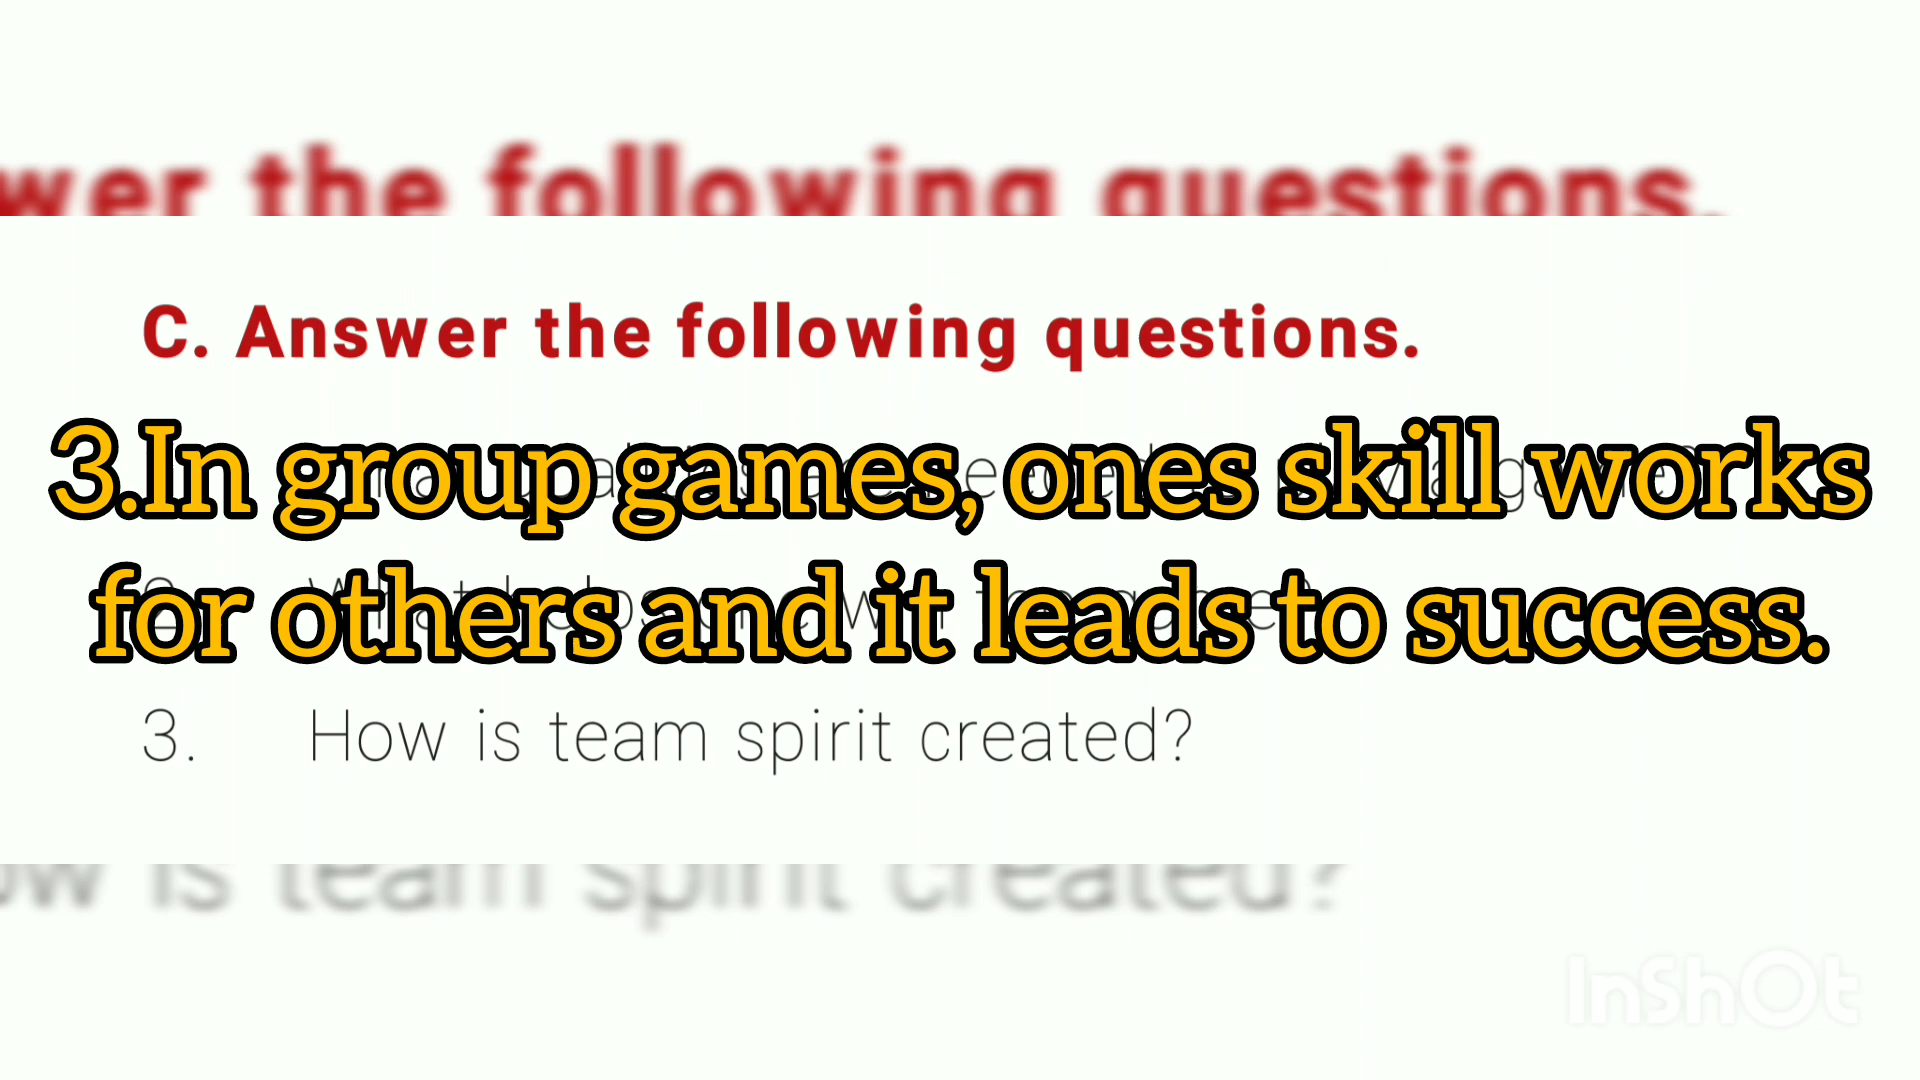 wer the following questions.
C. Answer the following questions.
3.In group games, ones skill works
for others and it leads to success.
3. How is team spirit created?
ow is team spirit created?
InShOt